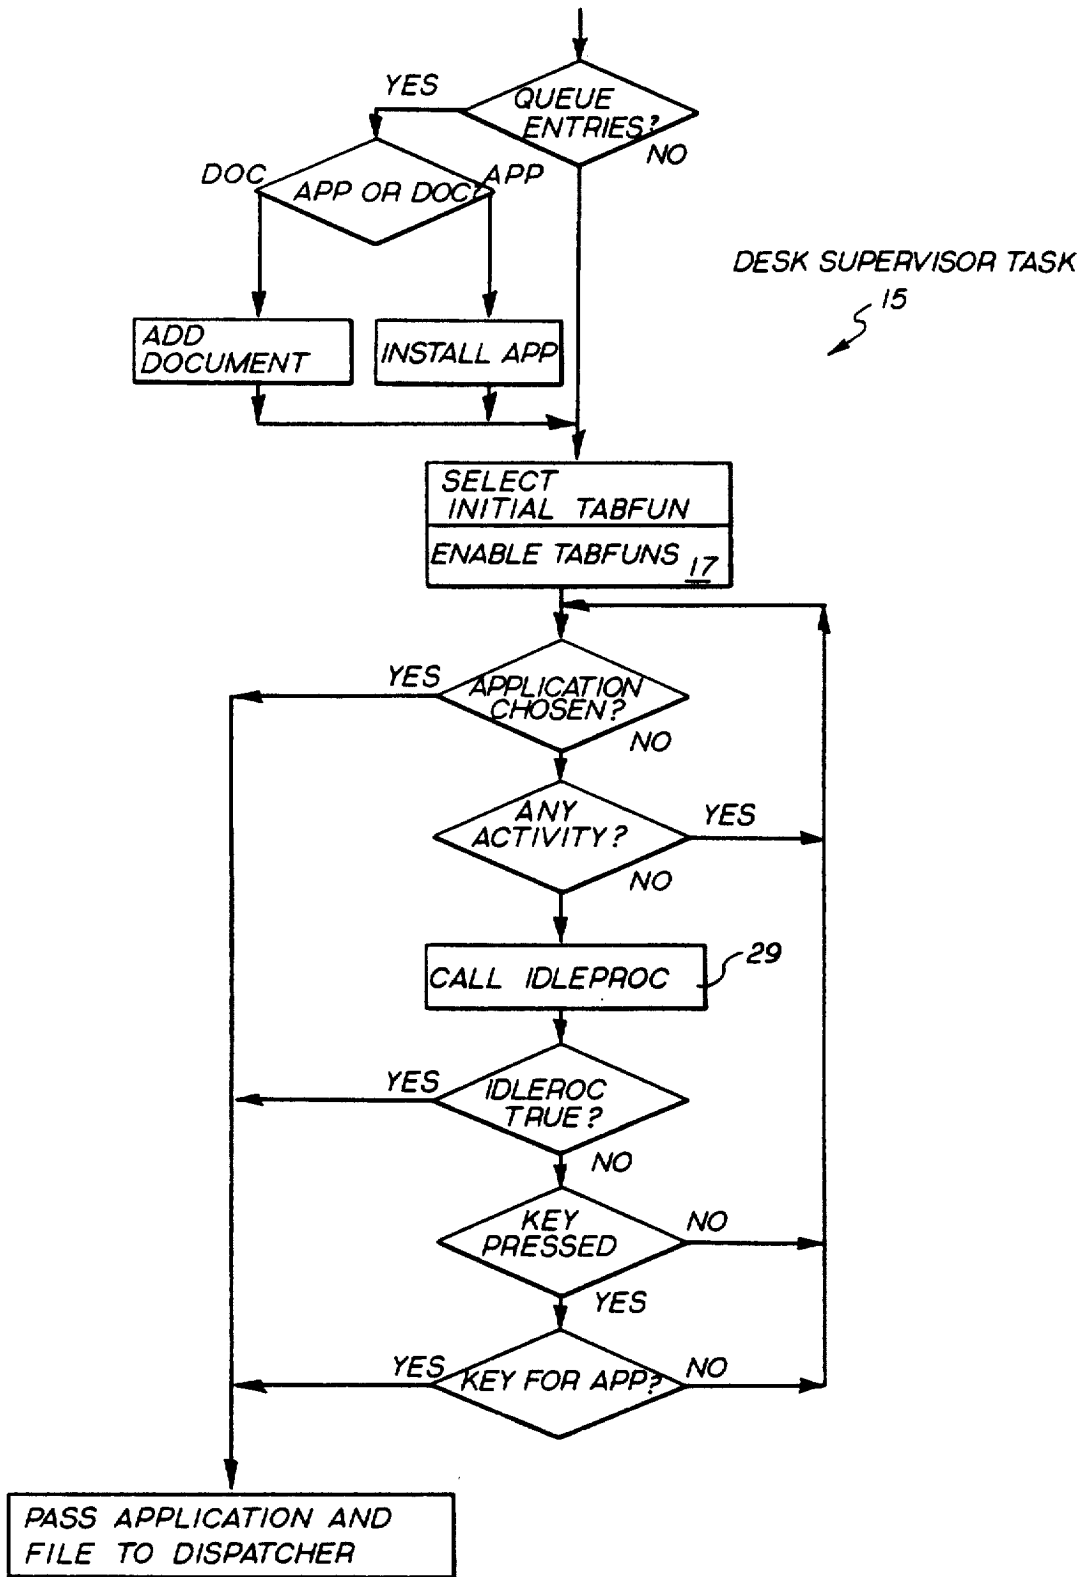 YES
QUEUE
ENTRIES?
NO
DOC
APP OR DOC?
APP
DESK SUPERVISOR TASK
15
ADD
DOCUMENT
INSTALL APP
SELECT
INITIAL TABFUN
ENABLE TABFUNS
17
YES
APPLICATION
CHOSEN?
NO
ANY
ACTIVITY?
YES
NO
CALL IDLEPROC
29
YES
IDLEROC
TRUE?
NO
KEY
PRESSED
NO
YES
YES
KEY FOR APP?
NO
PASS APPLICATION AND
FILE TO DISPATCHER